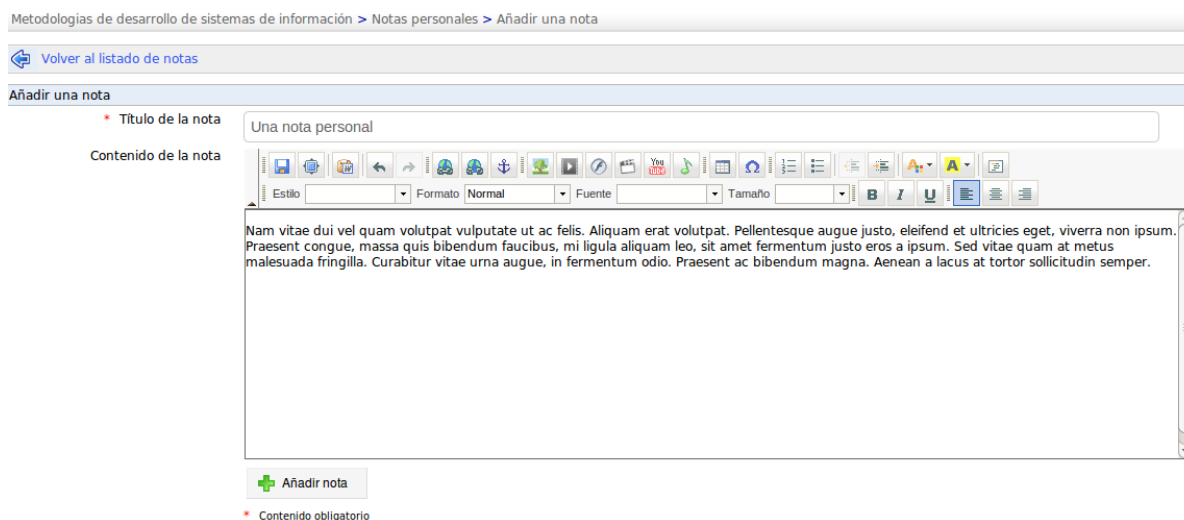 Metodologias de desarrollo de sistemas de información > Notas personales > Añadir una nota
Volver al listado de notas
Añadir una nota
* Título de la nota
Una nota personal
Contenido de la nota
You Tube
Ω
A A
Estilo Formato Normal Fuente Tamaño B I U
Nam vitae dui vel quam volutpat vulputate ut ac felis. Aliquam erat volutpat. Pellentesque augue justo, eleifend et ultricies eget, viverra non ipsum.
Praesent congue, massa quis bibendum faucibus, mi ligula aliquam leo, sit amet fermentum justo eros a ipsum. Sed vitae quam at metus
malesuada fringilla. Curabitur vitae urna augue, in fermentum odio. Praesent ac bibendum magna. Aenean a lacus at tortor sollicitudin semper.
Añadir nota
* Contenido obligatorio